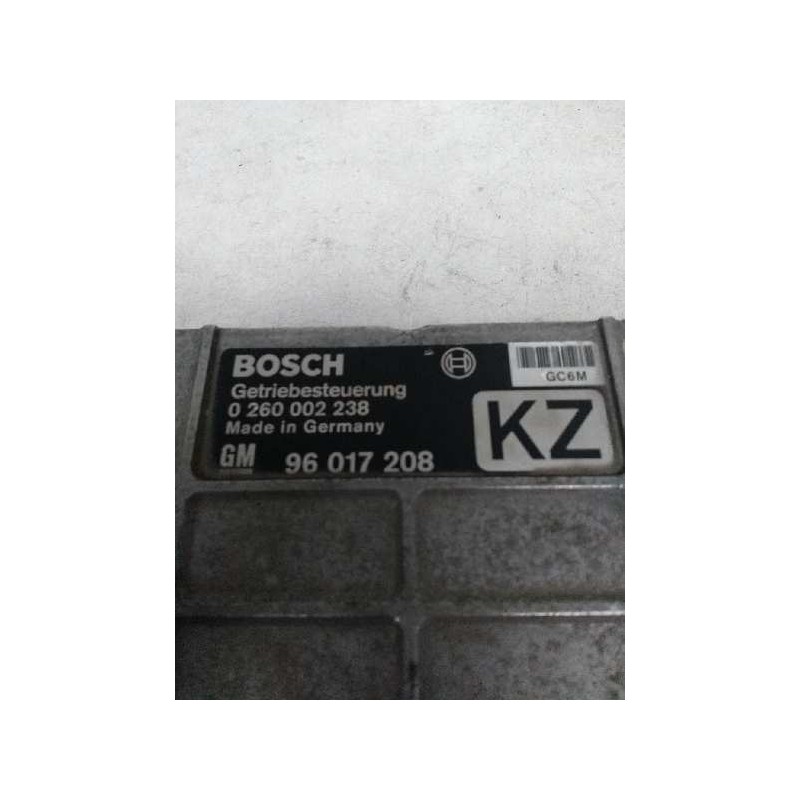 BOSCH
GC6M
Getriebesteuerung
0 260 002 238
Made in Germany
KZ
GM
96 017 208